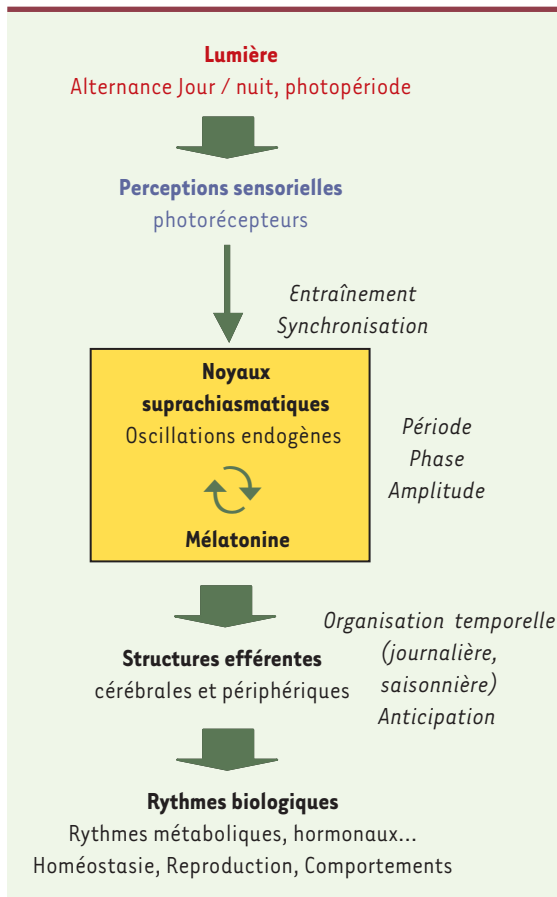 Lumière
Alternance Jour / nuit, photopériode
Perceptions sensorielles
photorécepteurs
Entraînement
Synchronisation
Noyaux
suprachiasmatiques
Oscillations endogènes
Mélatonine
Période
Phase
Amplitude
Organisation temporelle
(journalière,
saisonnière)
Anticipation
Structures efférentes
cérébrales et périphériques
Rythmes biologiques
Rythmes métaboliques, hormonaux...
Homéostasie, Reproduction, Comportements